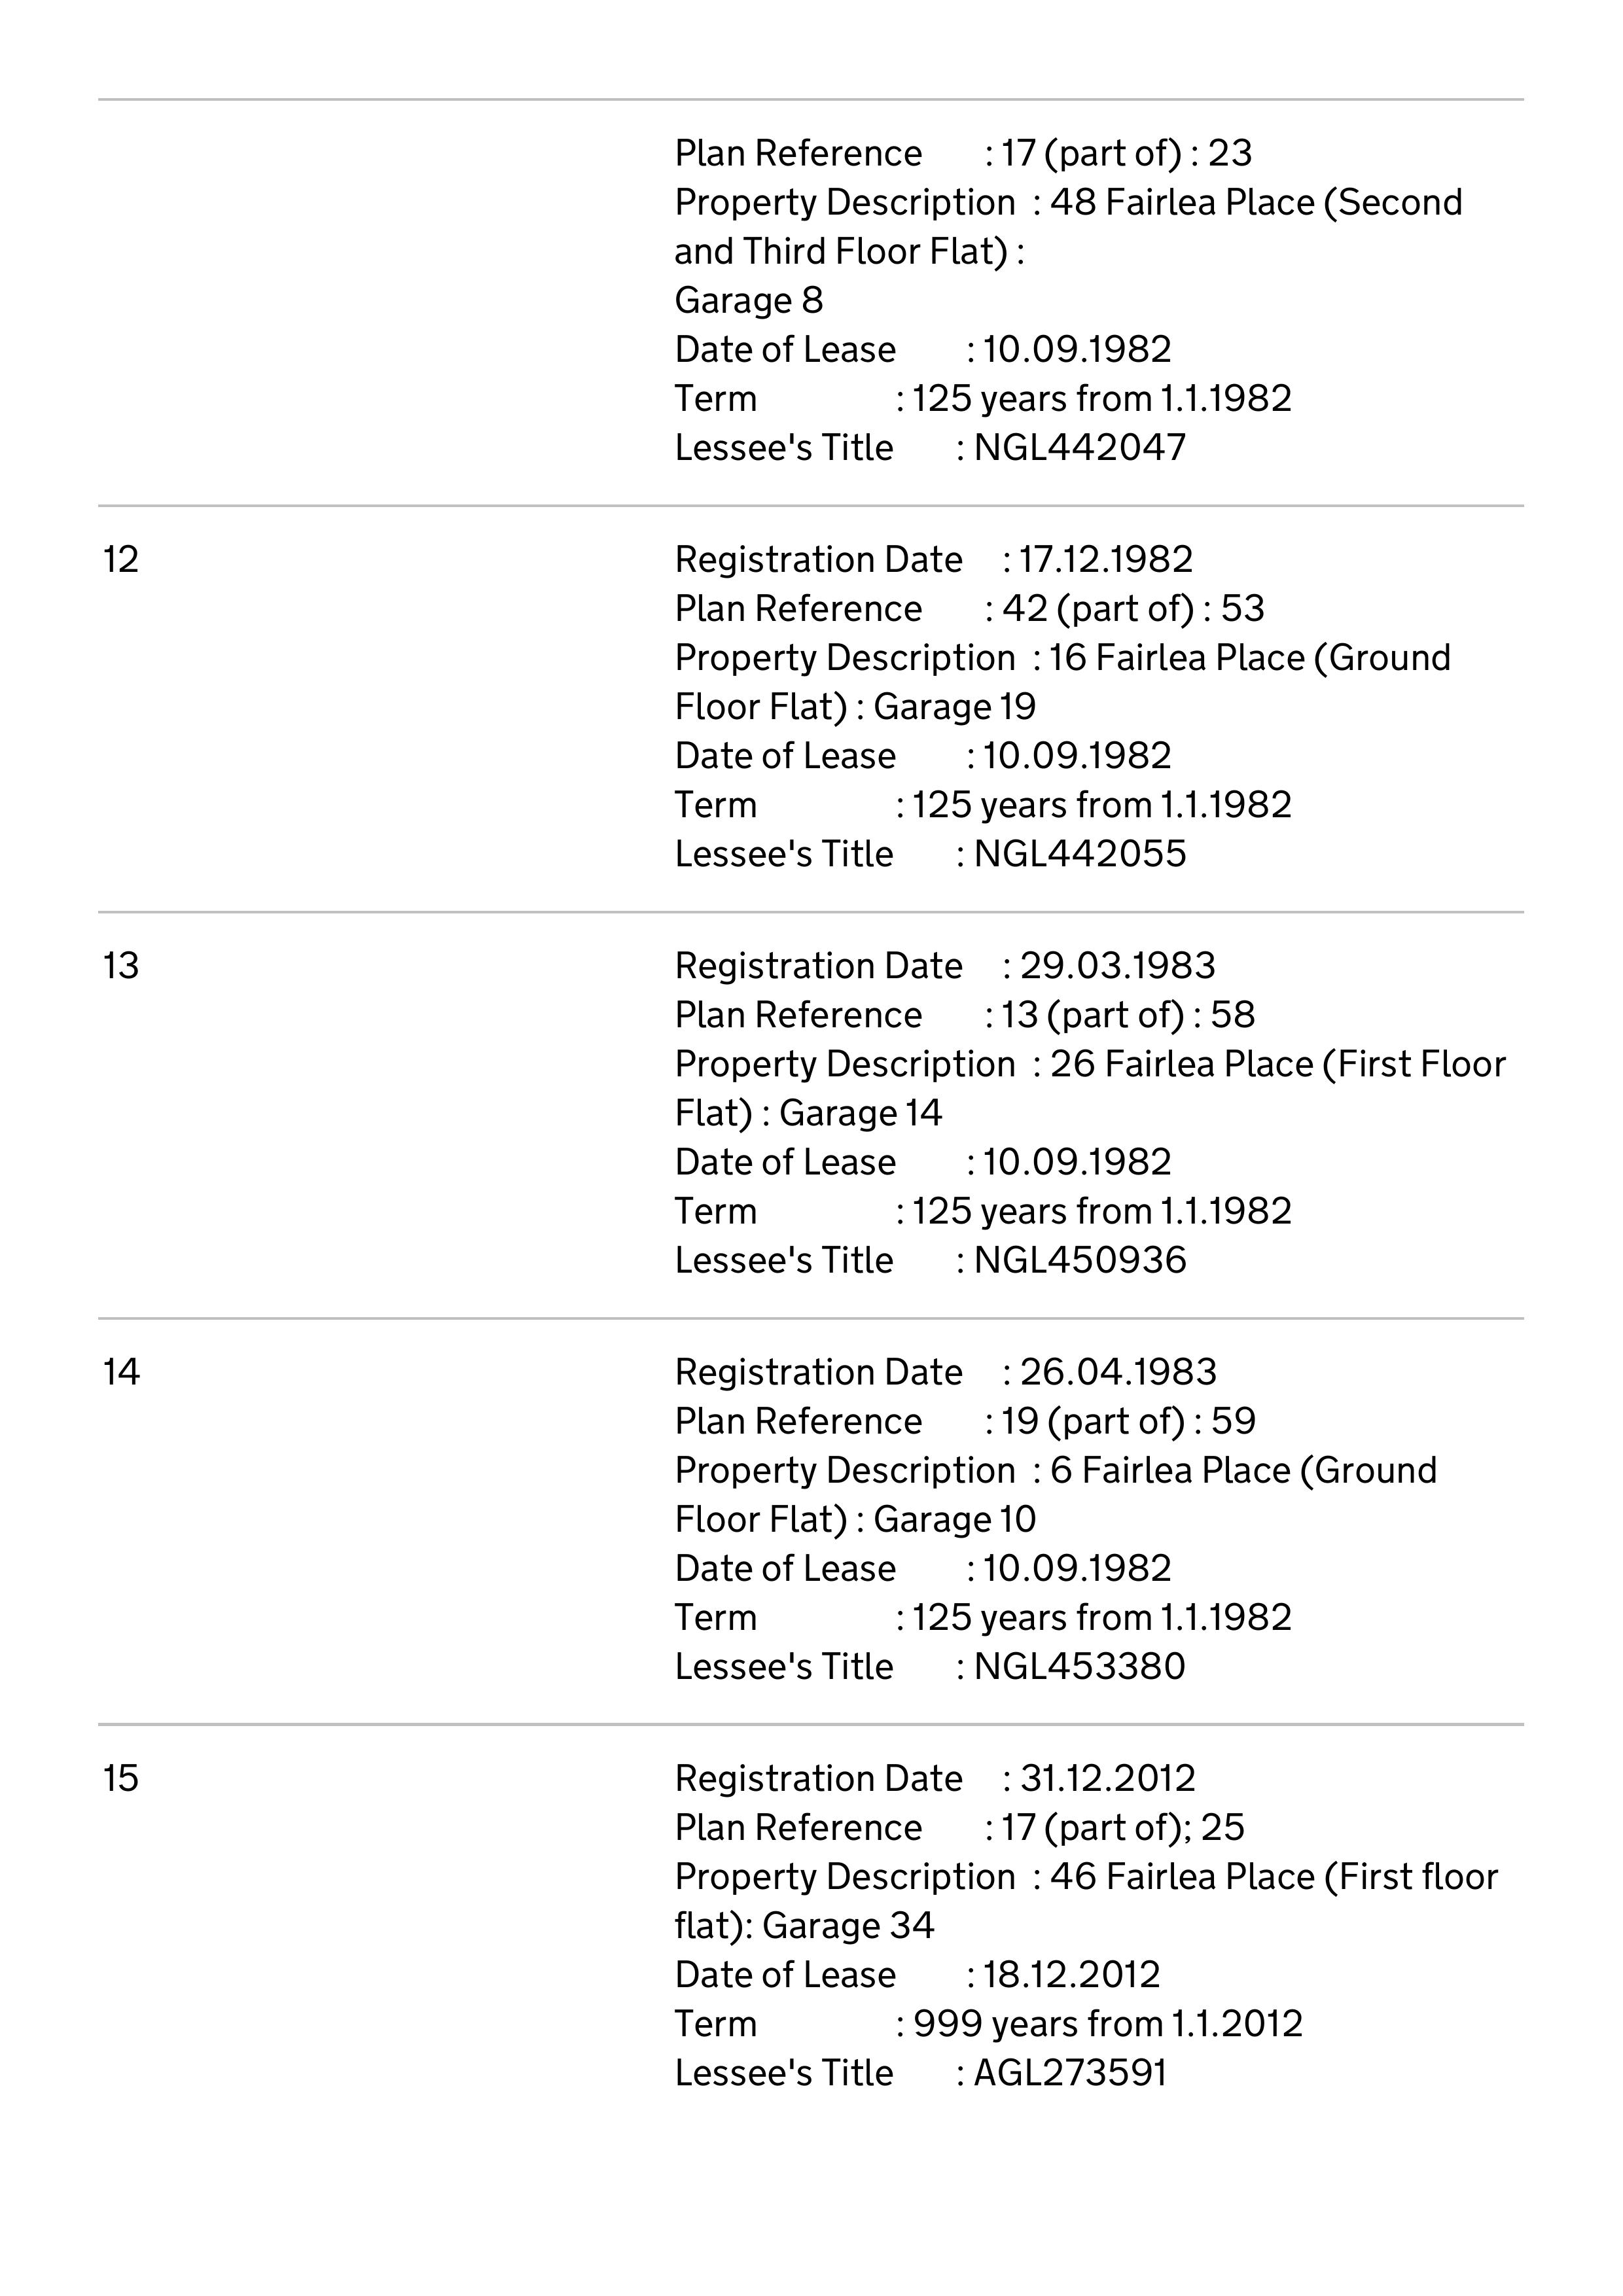 Plan Reference : 17 (part of) : 23
Property Description : 48 Fairlea Place (Second
and Third Floor Flat) :
Garage 8
Date of Lease : 10.09.1982
Term : 125 years from 1.1.1982
Lessee's Title : NGL442047
12 Registration Date : 17.12.1982
Plan Reference : 42 (part of) : 53
Property Description : 16 Fairlea Place (Ground
Floor Flat) : Garage 19
Date of Lease : 10.09.1982
Term : 125 years from 1.1.1982
Lessee's Title : NGL442055
13 Registration Date : 29.03.1983
Plan Reference : 13 (part of) : 58
Property Description : 26 Fairlea Place (First Floor
Flat) : Garage 14
Date of Lease : 10.09.1982
Term : 125 years from 1.1.1982
Lessee's Title : NGL450936
14 Registration Date : 26.04.1983
Plan Reference : 19 (part of) : 59
Property Description : 6 Fairlea Place (Ground
Floor Flat) : Garage 10
Date of Lease : 10.09.1982
Term : 125 years from 1.1.1982
Lessee's Title : NGL453380
15 Registration Date : 31.12.2012
Plan Reference : 17 (part of); 25
Property Description : 46 Fairlea Place (First floor
flat): Garage 34
Date of Lease : 18.12.2012
Term : 999 years from 1.1.2012
Lessee's Title : AGL273591